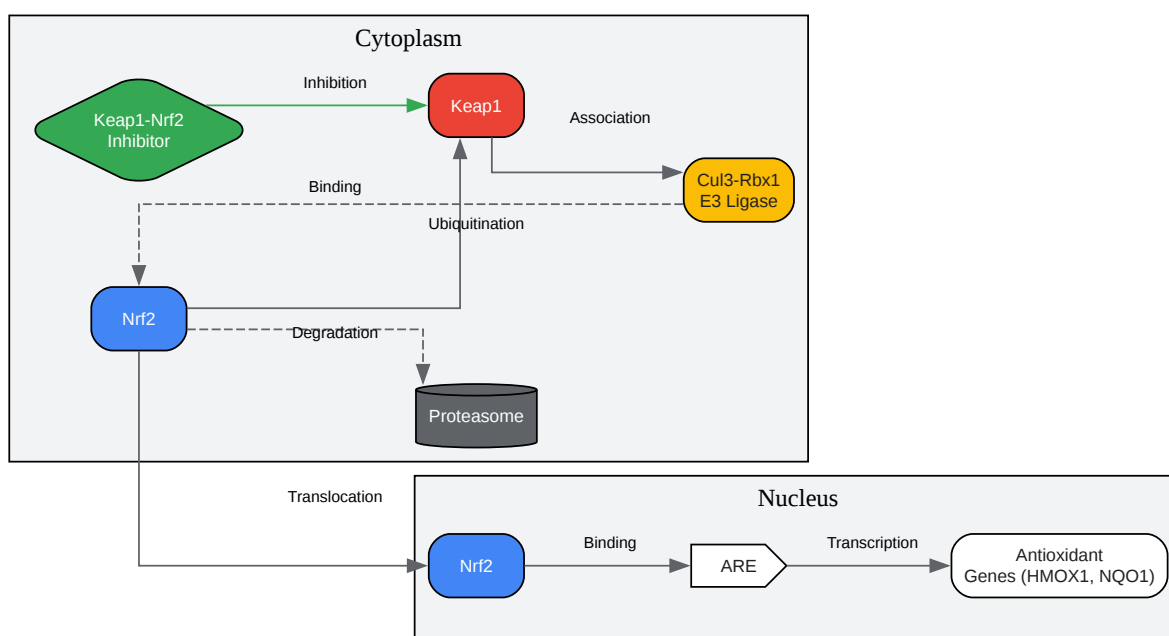 Cytoplasm
Inhibition
Keap1-Nrf2
Inhibitor
Keap1
Association
Cul3-Rbx1
E3 Ligase
Binding
Ubiquitination
Nrf2
Degradation
Proteasome
Translocation
Nucleus
Nrf2
Binding
ARE
Transcription
Antioxidant
Genes (HMOX1, NQO1)